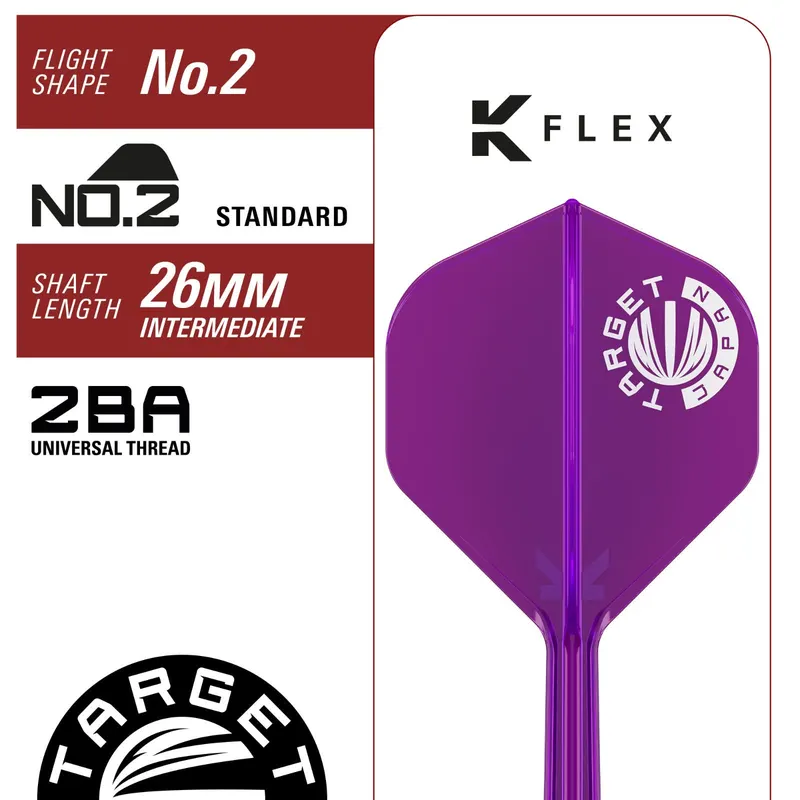 FLIGHT
SHAPE
No.2
NO.2 STANDARD
SHAFT
LENGTH
26MM
INTERMEDIATE
2BA
UNIVERSAL THREAD
TARGET
K FLEX
TARGET JAPAN